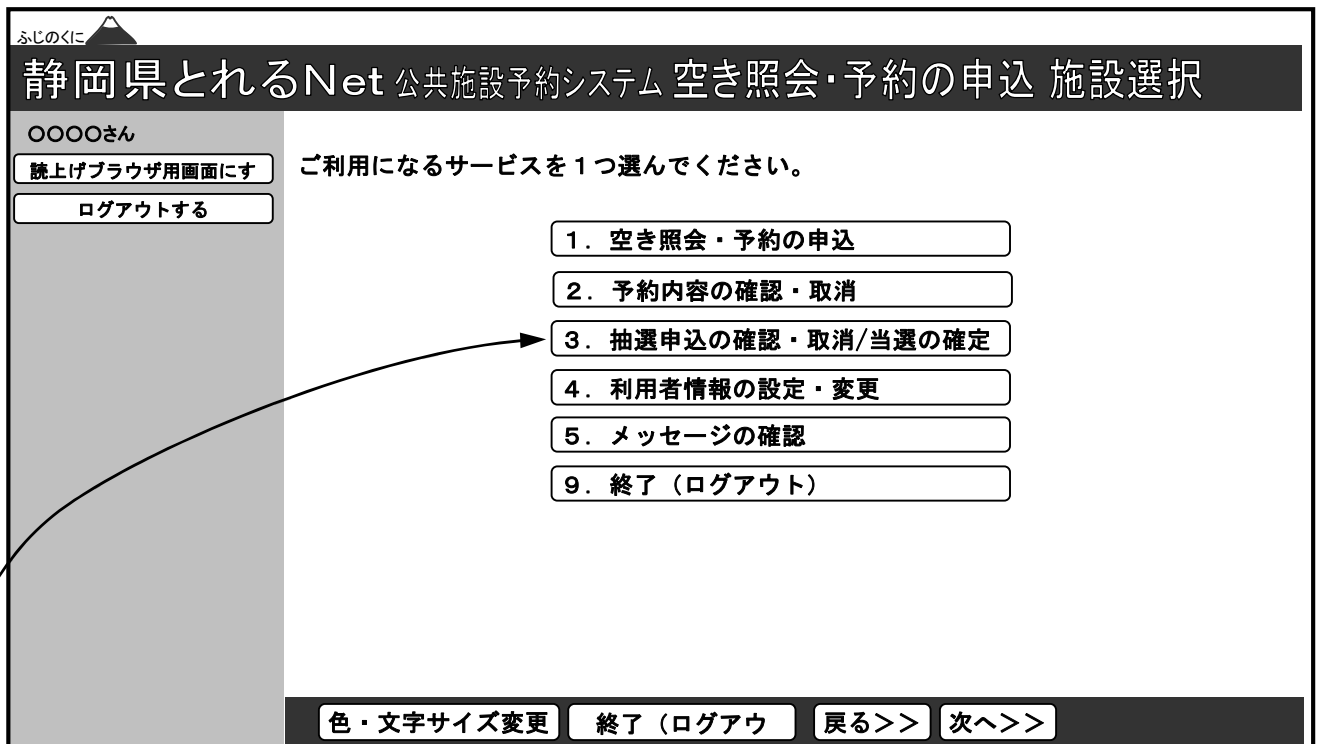 ふじのくに
静岡県とれるNet 公共施設予約システム 空き照会・予約の申込 施設選択
〇〇〇〇さん
読上げブラウザ用画面にす
ログアウトする
ご利用になるサービスを１つ選んでください。
１．空き照会・予約の申込
２．予約内容の確認・取消
３．抽選申込の確認・取消/当選の確定
４．利用者情報の設定・変更
５．メッセージの確認
９．終了（ログアウト）
色・文字サイズ変更 終了（ログアウ 戻る＞＞ 次へ＞＞